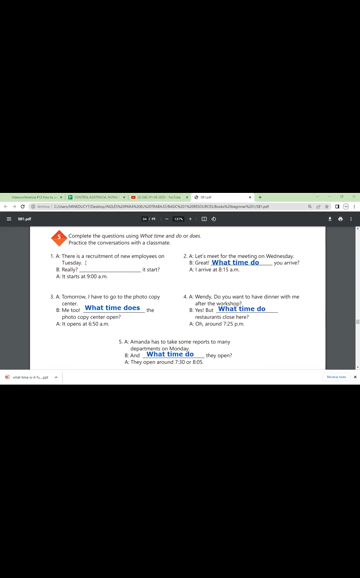 SB1.pdf
SB1.pdf
5 Complete the questions using What time and do or does.
Practice the conversations with a classmate.
1. A: There is a recruitment of new employees on
Tuesday.
B: Really? ____________ it start?
A: It starts at 9:00 a.m.
2. A: Let's meet for the meeting on Wednesday.
B: Great! What time do you arrive?
A: I arrive at 8:15 a.m.
3. A: Tomorrow, I have to go to the photo copy
center.
B: Me too! What time does the
photo copy center open?
A: It opens at 6:50 a.m.
4. A: Wendy. Do you want to have dinner with me
after the workshop?
B: Yes! But What time do
restaurants close here?
A: Oh, around 7:25 p.m.
5. A: Amanda has to take some reports to many
departments on Monday.
B: And What time do they open?
A: They open around 7:30 or 8:05.